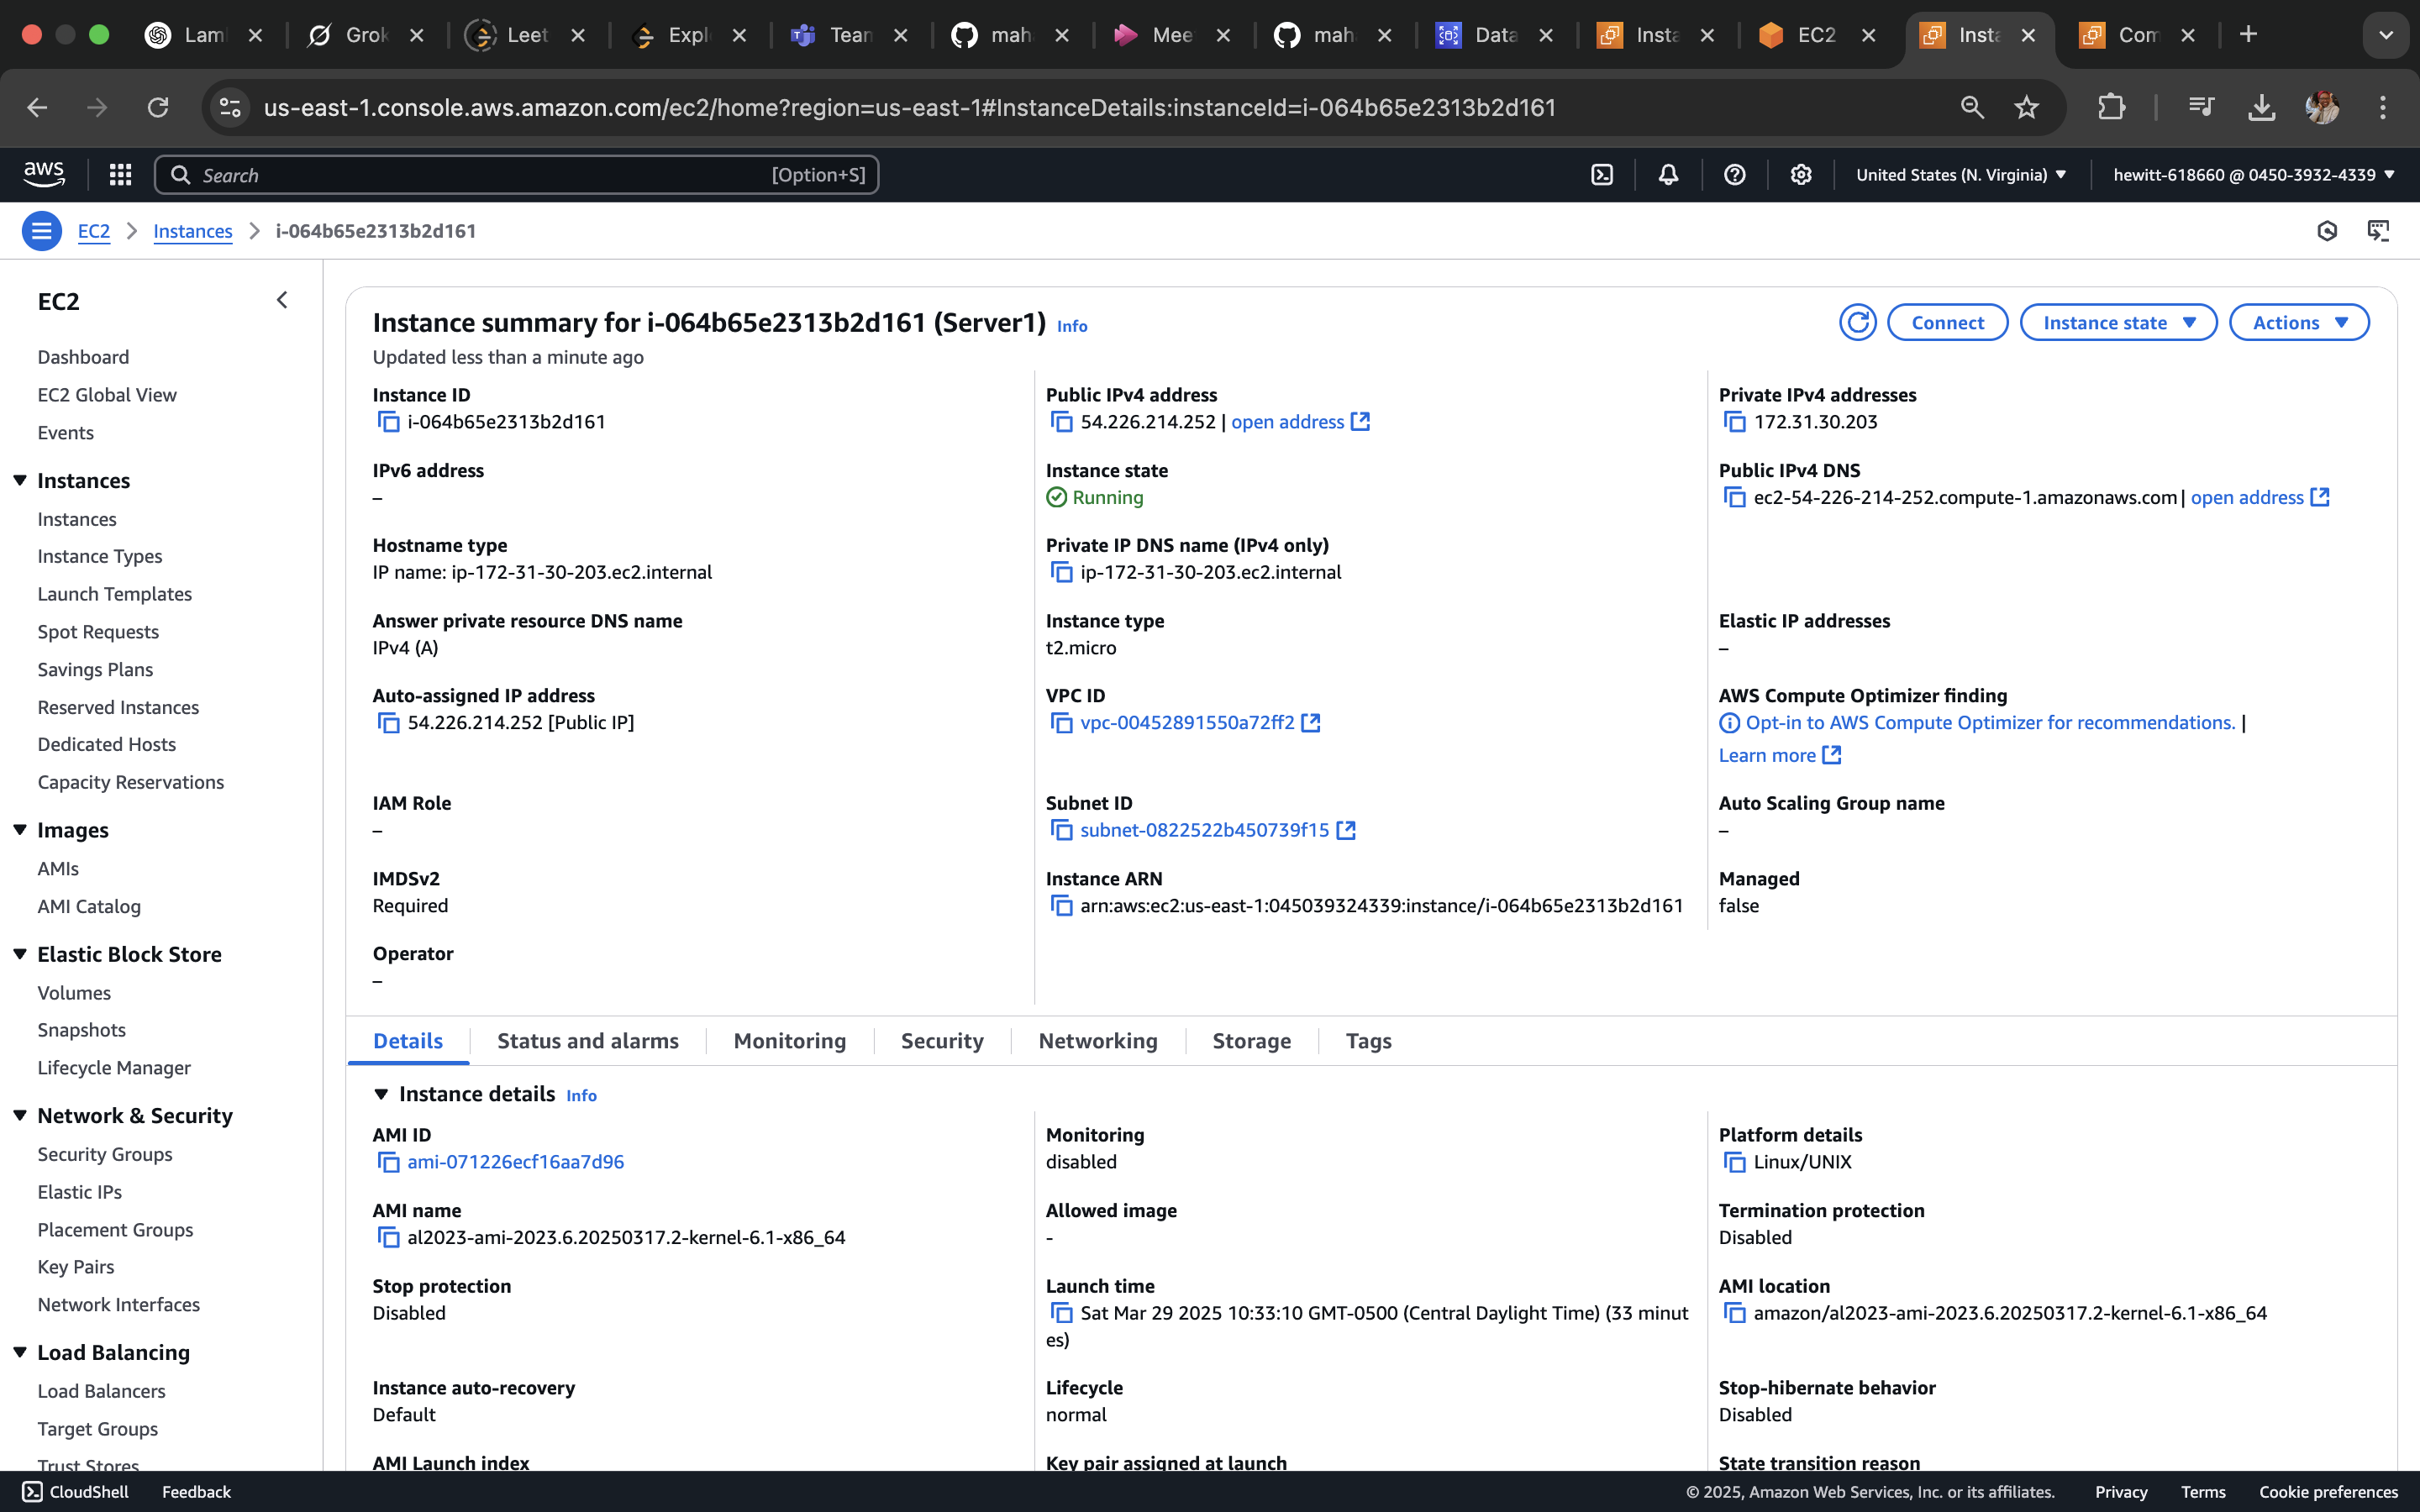 Lam
Grok
Leet
Expl
Team
mah
Mee
mah
Data
Insta
EC2
Insta
Com
us-east-1.console.aws.amazon.com/ec2/home?region=us-east-1#InstanceDetails:instanceId=i-064b65e2313b2d161
aws
Search
[Option+S]
United States (N. Virginia)
hewitt-618660 @ 0450-3932-4339
EC2
Instances
i-064b65e2313b2d161
EC2
Dashboard
EC2 Global View
Events
Instances
Instances
Instance Types
Launch Templates
Spot Requests
Savings Plans
Reserved Instances
Dedicated Hosts
Capacity Reservations
Images
AMIs
AMI Catalog
Elastic Block Store
Volumes
Snapshots
Lifecycle Manager
Network & Security
Security Groups
Elastic IPs
Placement Groups
Key Pairs
Network Interfaces
Load Balancing
Load Balancers
Target Groups
Trust Stores
Instance summary for i-064b65e2313b2d161 (Server1) Info
Updated less than a minute ago
Connect
Instance state
Actions
Instance ID
i-064b65e2313b2d161
Public IPv4 address
54.226.214.252 | open address
Private IPv4 addresses
172.31.30.203
IPv6 address
–
Instance state
Running
Public IPv4 DNS
ec2-54-226-214-252.compute-1.amazonaws.com | open address
Hostname type
IP name: ip-172-31-30-203.ec2.internal
Private IP DNS name (IPv4 only)
ip-172-31-30-203.ec2.internal
Answer private resource DNS name
IPv4 (A)
Instance type
t2.micro
Elastic IP addresses
–
Auto-assigned IP address
54.226.214.252 [Public IP]
VPC ID
vpc-00452891550a72ff2
AWS Compute Optimizer finding
Opt-in to AWS Compute Optimizer for recommendations. |
Learn more
IAM Role
–
Subnet ID
subnet-0822522b450739f15
Auto Scaling Group name
–
IMDSv2
Required
Instance ARN
arn:aws:ec2:us-east-1:045039324339:instance/i-064b65e2313b2d161
Managed
false
Operator
–
Details
Status and alarms
Monitoring
Security
Networking
Storage
Tags
Instance details Info
AMI ID
ami-071226ecf16aa7d96
Monitoring
disabled
Platform details
Linux/UNIX
AMI name
al2023-ami-2023.6.20250317.2-kernel-6.1-x86_64
Allowed image
-
Termination protection
Disabled
Stop protection
Disabled
Launch time
Sat Mar 29 2025 10:33:10 GMT-0500 (Central Daylight Time) (33 minut
es)
AMI location
amazon/al2023-ami-2023.6.20250317.2-kernel-6.1-x86_64
Instance auto-recovery
Default
Lifecycle
normal
Stop-hibernate behavior
Disabled
AMI Launch index
Key pair assigned at launch
State transition reason
CloudShell
Feedback
© 2025, Amazon Web Services, Inc. or its affiliates.
Privacy
Terms
Cookie preferences